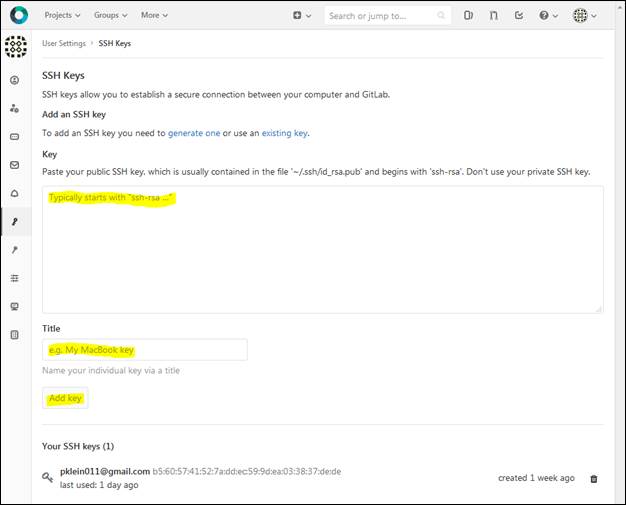 Projects Groups More Search or jump to...
User Settings › SSH Keys
SSH Keys
SSH keys allow you to establish a secure connection between your computer and GitLab.
Add an SSH key
To add an SSH key you need to generate one or use an existing key.
Key
Paste your public SSH key, which is usually contained in the file '~/.ssh/id_rsa.pub' and begins with 'ssh-rsa'. Don't use your private SSH key.
Typically starts with "ssh-rsa ..."
Title
e.g. My MacBook key
Name your individual key via a title
Add key
Your SSH keys (1)
pklein011@gmail.com b5:60:57:41:52:7a:dd:ec:59:9d:ea:03:38:37:de:de
created 1 week ago
last used: 1 day ago